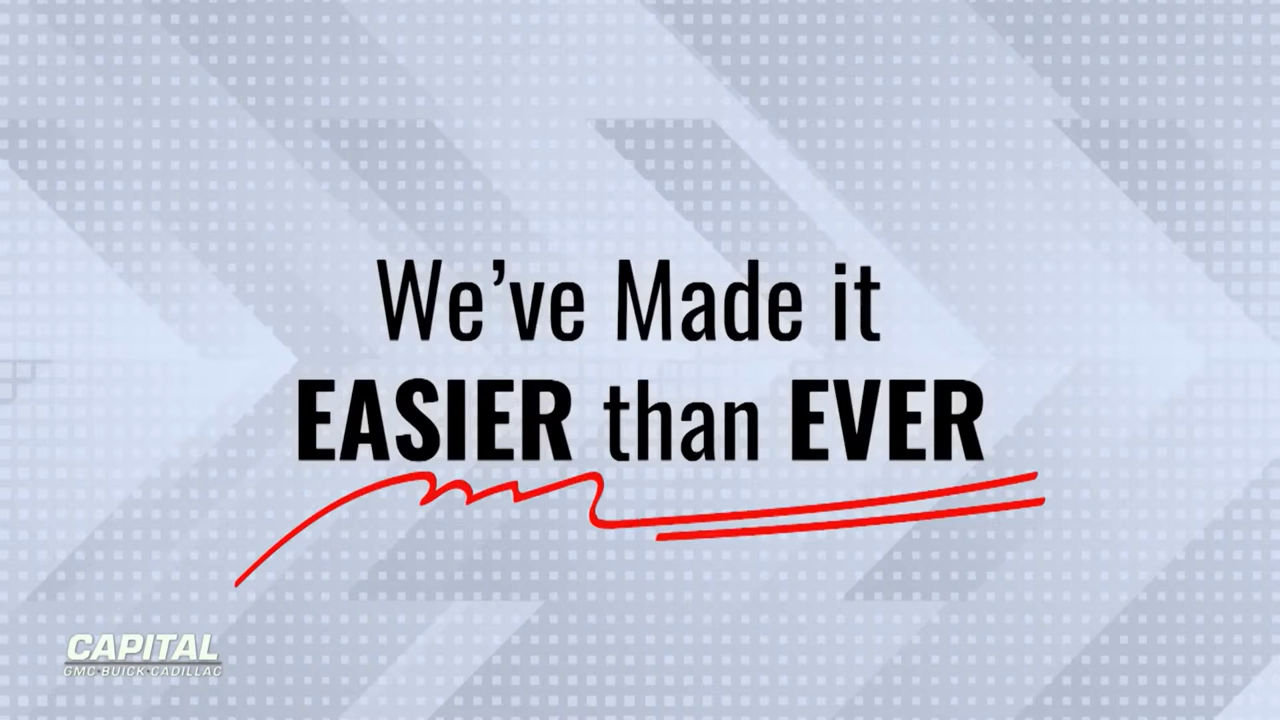 We’ve Made it
EASIER than EVER
CAPITAL
GMC•BUICK•CADILLAC